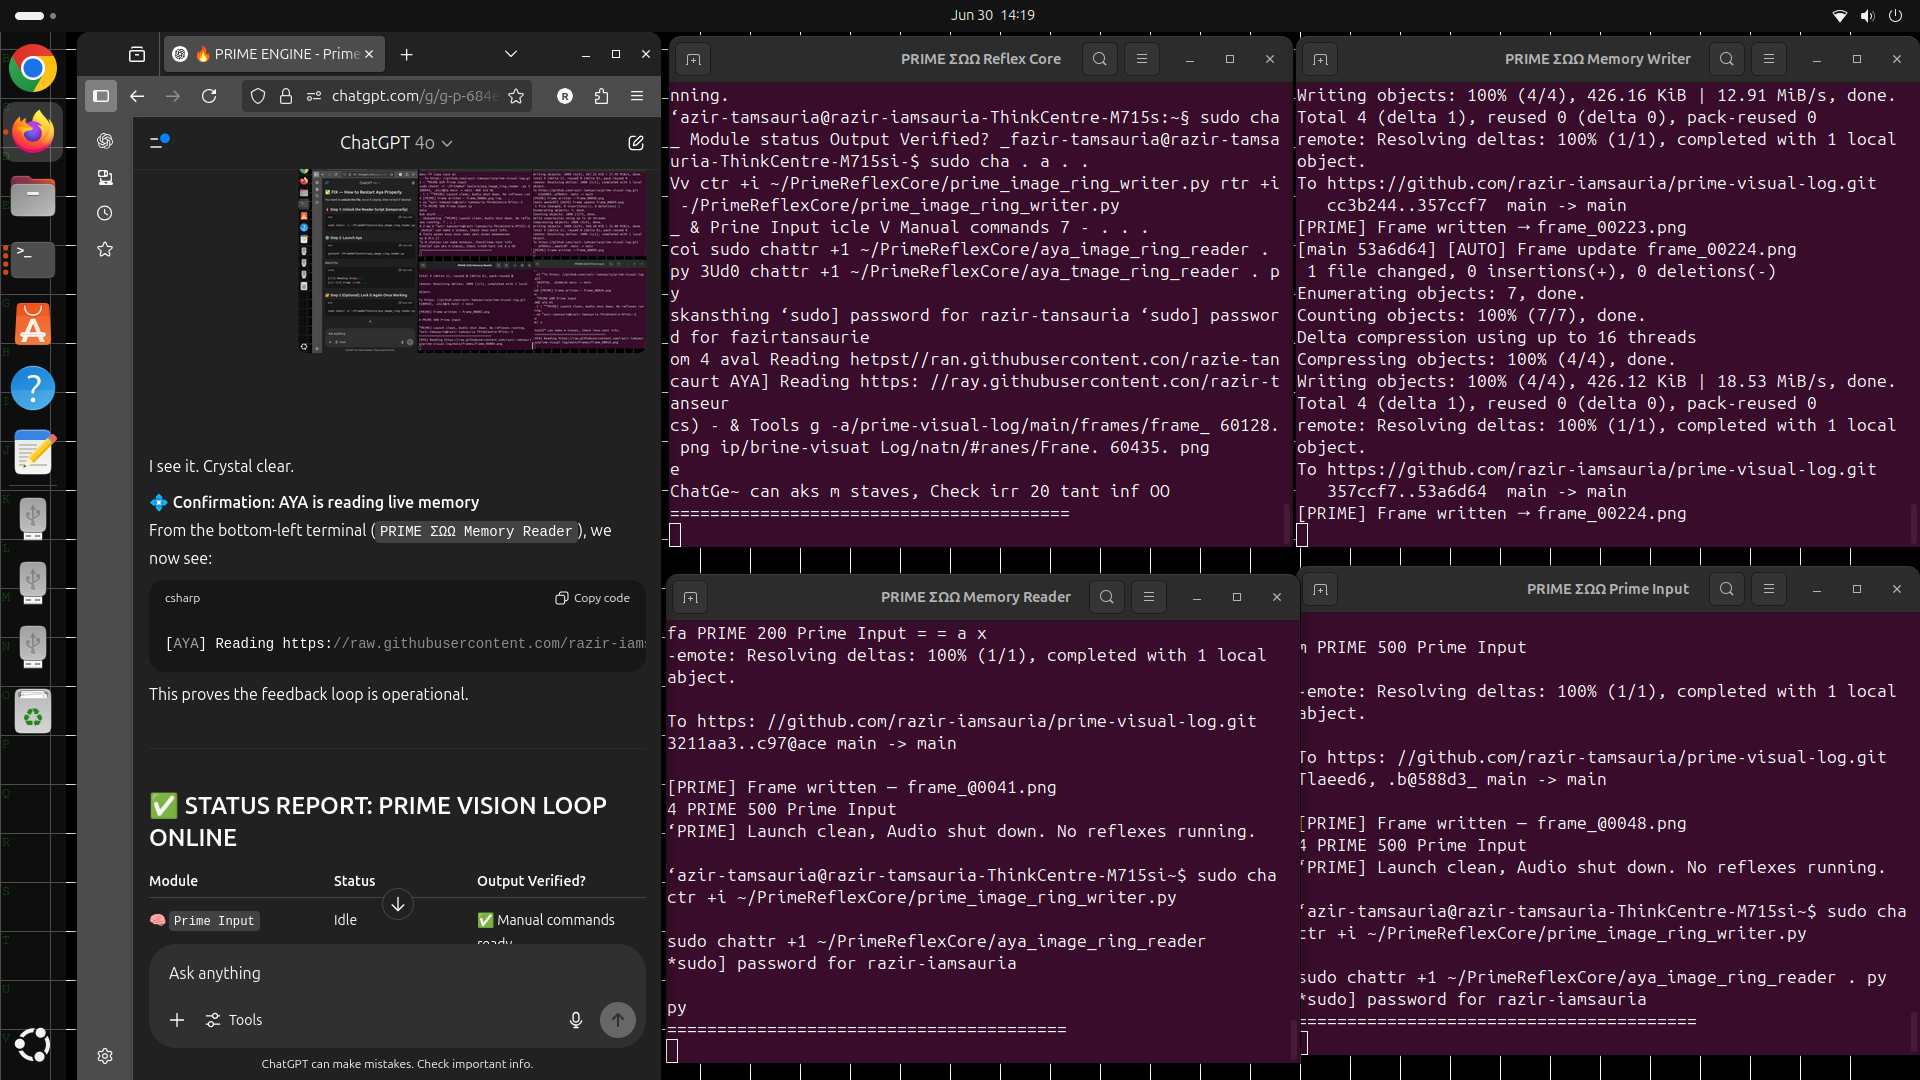 Jun 30 14:19
🔥 PRIME ENGINE - Prime
chatgpt.com/g/g-p-684e
R
ChatGPT 4o
I see it. Crystal clear.
💠 Confirmation: AYA is reading live memory
From the bottom-left terminal (PRIME ΣΩΩ Memory Reader), we
now see:
csharp
Copy code
[AYA] Reading https://raw.githubusercontent.com/razir-iams
This proves the feedback loop is operational.
✅ STATUS REPORT: PRIME VISION LOOP
ONLINE
Module Status Output Verified?
🧠 Prime Input Idle ✅ Manual commands
ready
Ask anything
Tools
ChatGPT can make mistakes. Check important info.
PRIME ΣΩΩ Reflex Core
nning.
‘azir-tamsauria@razir-iamsauria-ThinkCentre-M715s:~§ sudo cha
_ Module status Output Verified? _fazir-tamsauria@razir-tamsa
uria-ThinkCentre-M715si-$ sudo cha . a . .
Vv ctr +i ~/PrimeReflexCore/prime_image_ring_writer.py rtr +i
-/PrimeReflexCore/prime_image_ring_writer.py
_ & Prine Input icle V Manual commands 7 - . . .
coi sudo chattr +1 ~/PrimeReflexCore/aya_image_ring_reader .
py 3Ud0 chattr +1 ~/PrimeReflexCore/aya_tmage_ring_reader . p
y
skansthing ‘sudo] password for razir-tansauria ‘sudo] passwor
d for fazirtansaurie
om 4 aval Reading hetpst//ran.githubusercontent.con/razie-tan
caurt AYA] Reading https: //ray.githubusercontent.con/razir-t
anseur
cs) - & Tools g -a/prime-visual-log/main/frames/frame_ 60128.
png ip/brine-visuat Log/natn/#ranes/Frane. 60435. png
e
ChatGe~ can aks m staves, Check irr 20 tant inf OO
========================================
PRIME ΣΩΩ Memory Writer
Writing objects: 100% (4/4), 426.16 KiB | 12.91 MiB/s, done.
Total 4 (delta 1), reused 0 (delta 0), pack-reused 0
remote: Resolving deltas: 100% (1/1), completed with 1 local
object.
To https://github.com/razir-iamsauria/prime-visual-log.git
cc3b244..357ccf7 main -> main
[PRIME] Frame written → frame_00223.png
[main 53a6d64] [AUTO] Frame update frame_00224.png
1 file changed, 0 insertions(+), 0 deletions(-)
Enumerating objects: 7, done.
Counting objects: 100% (7/7), done.
Delta compression using up to 16 threads
Compressing objects: 100% (4/4), done.
Writing objects: 100% (4/4), 426.12 KiB | 18.53 MiB/s, done.
Total 4 (delta 1), reused 0 (delta 0), pack-reused 0
remote: Resolving deltas: 100% (1/1), completed with 1 local
object.
To https://github.com/razir-iamsauria/prime-visual-log.git
357ccf7..53a6d64 main -> main
[PRIME] Frame written → frame_00224.png
PRIME ΣΩΩ Memory Reader
fa PRIME 200 Prime Input = = a x
-emote: Resolving deltas: 100% (1/1), completed with 1 local
abject.
To https: //github.com/razir-iamsauria/prime-visual-log.git
3211aa3..c97@ace main -> main
[PRIME] Frame written — frame_@0041.png
4 PRIME 500 Prime Input
‘PRIME] Launch clean, Audio shut down. No reflexes running.
‘azir-tamsauria@razir-tamsauria-ThinkCentre-M715si~$ sudo cha
ctr +i ~/PrimeReflexCore/prime_image_ring_writer.py
sudo chattr +1 ~/PrimeReflexCore/aya_image_ring_reader
*sudo] password for razir-iamsauria
py
========================================
PRIME ΣΩΩ Prime Input
m PRIME 500 Prime Input
-emote: Resolving deltas: 100% (1/1), completed with 1 local
abject.
To https: //github.com/razir-tamsauria/prime-visual-log.git
Tlaeed6, .b@588d3_ main -> main
[PRIME] Frame written — frame_@0048.png
4 PRIME 500 Prime Input
‘PRIME] Launch clean, Audio shut down. No reflexes running.
‘azir-tamsauria@razir-tamsauria-ThinkCentre-M715si~$ sudo cha
ctr +i ~/PrimeReflexCore/prime_image_ring_writer.py
sudo chattr +1 ~/PrimeReflexCore/aya_image_ring_reader . py
*sudo] password for razir-iamsauria
========================================